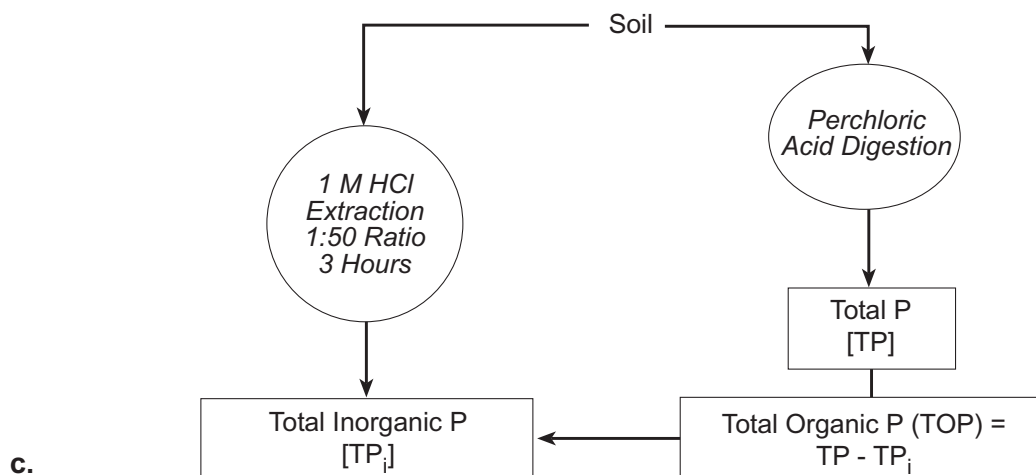 Soil
Perchloric
Acid Digestion
1 M HCl
Extraction
1:50 Ratio
3 Hours
Total P
[TP]
Total Inorganic P
[TPi]
Total Organic P (TOP) =
TP - TPi
c.